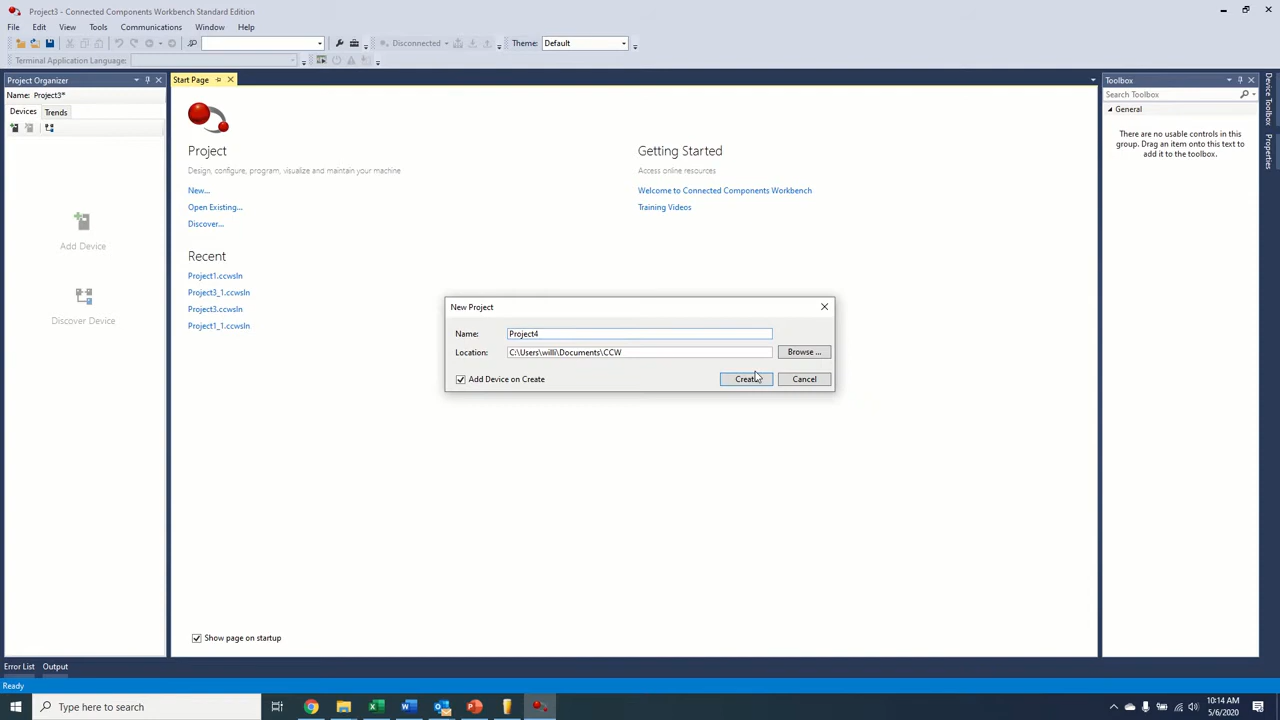 Project3 - Connected Components Workbench Standard Edition
File Edit View Tools Communications Window Help
Disconnected Theme: Default
Terminal Application Language:
Project Organizer
Name: Project3*
Devices Trends
Add Device
Discover Device
Start Page
Project
Design, configure, program, visualize and maintain your machine
New...
Open Existing...
Discover...
Recent
Project1.ccwsln
Project3_1.ccwsln
Project3.ccwsln
Project1_1.ccwsln
Getting Started
Access online resources
Welcome to Connected Components Workbench
Training Videos
New Project
Name: Project4
Location: C:\Users\willi\Documents\CCW Browse ...
Add Device on Create Create Cancel
Show page on startup
Toolbox
Search Toolbox
General
There are no usable controls in this
group. Drag an item onto this text to
add it to the toolbox.
Device Toolbox
Properties
Error List Output
Ready
Type here to search
10:14 AM
5/6/2020